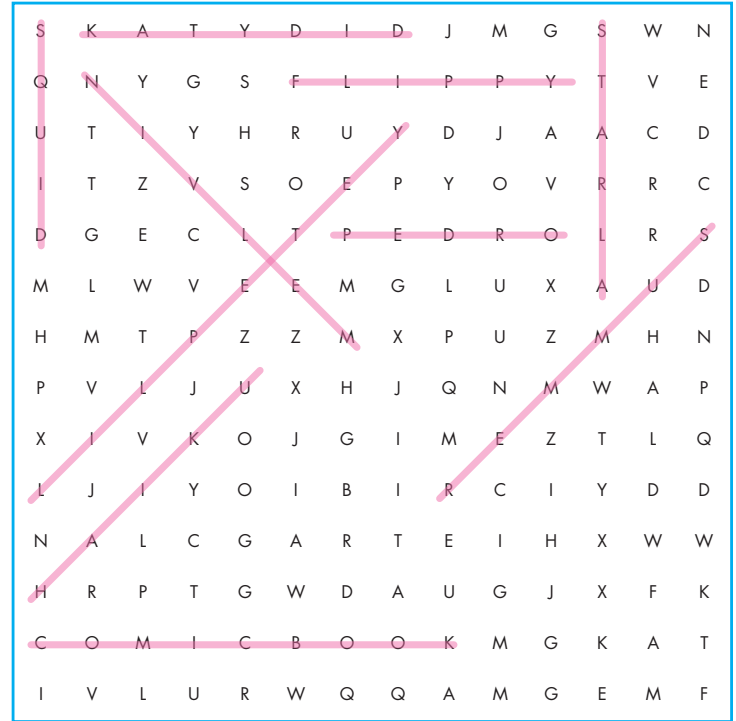 S K A T Y D I D J M G S W N
Q N Y G S F L I P P Y T V E
U T I Y H R U Y D J A A C D
I T Z V S O E P Y O V R R C
D G E C L T P E D R O L R S
M L W V E E M G L U X A U D
H M T P Z Z M X P U Z M H N
P V L J U X H J Q N M W A P
X I V K O J G I M E Z T L Q
L J I Y O I B I R C I Y D D
N A L C G A R T E I H X W W
H R P T G W D A U G J X F K
C O M I C B O O K M G K A T
I V L U R W Q Q A M G E M F